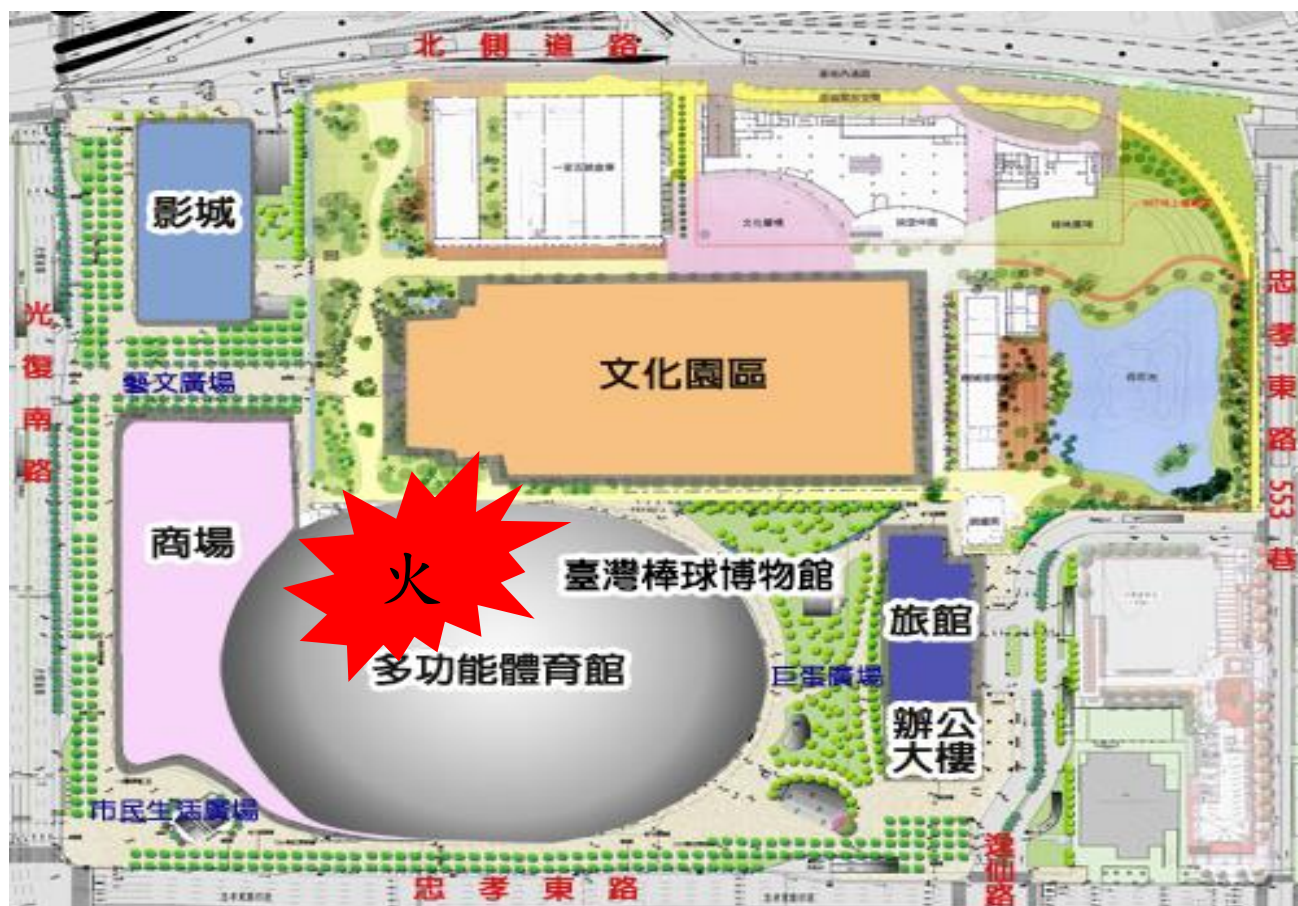 北側道路
影城
光復南路
藝文廣場
文化園區
忠孝東路553巷
商場
火
臺灣棒球博物館
多功能體育館
旅館
巨蛋廣場
辦公
大樓
市民生活廣場
逸仙路
忠孝東路